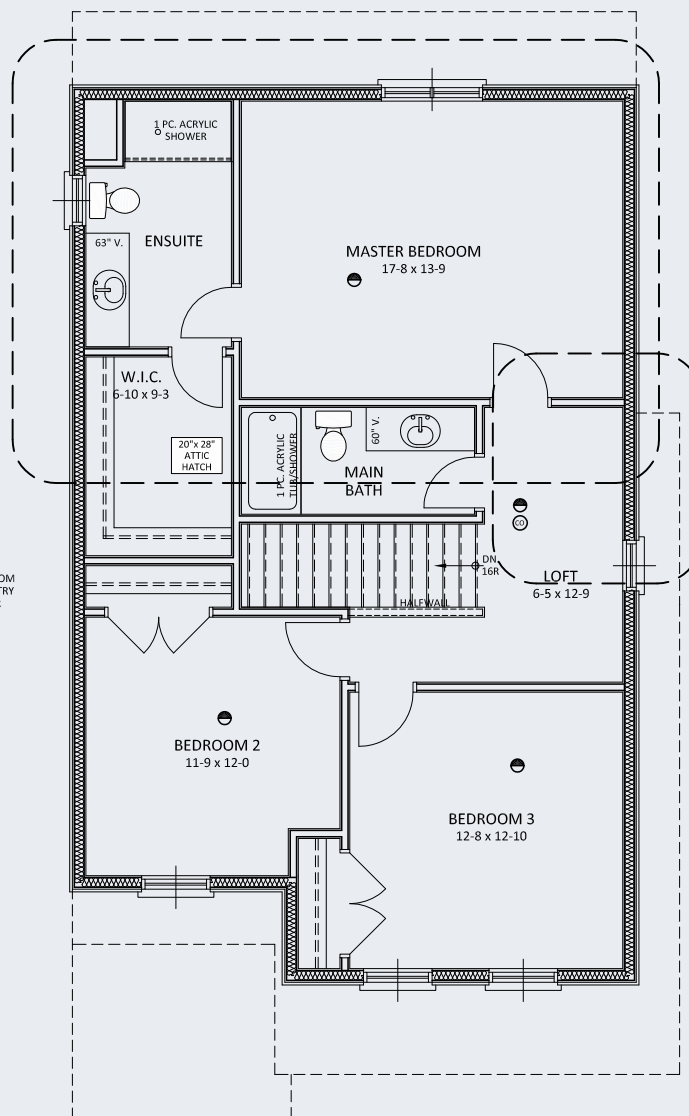 1 PC. ACRYLIC
SHOWER
63" V.
ENSUITE
MASTER BEDROOM
17-8 x 13-9
W.I.C.
6-10 x 9-3
20"x 28"
ATTIC
HATCH
1 PC. ACRYLIC
TUB/SHOWER
60" V.
MAIN
BATH
CO
DN
16R
LOFT
6-5 x 12-9
HALFWALL
OM
TRY
BEDROOM 2
11-9 x 12-0
BEDROOM 3
12-8 x 12-10